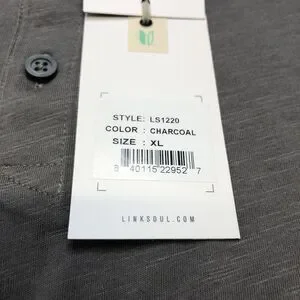 STYLE: LS1220
COLOR : CHARCOAL
SIZE : XL
8 40115 22952 7
LINKSOUL.COM